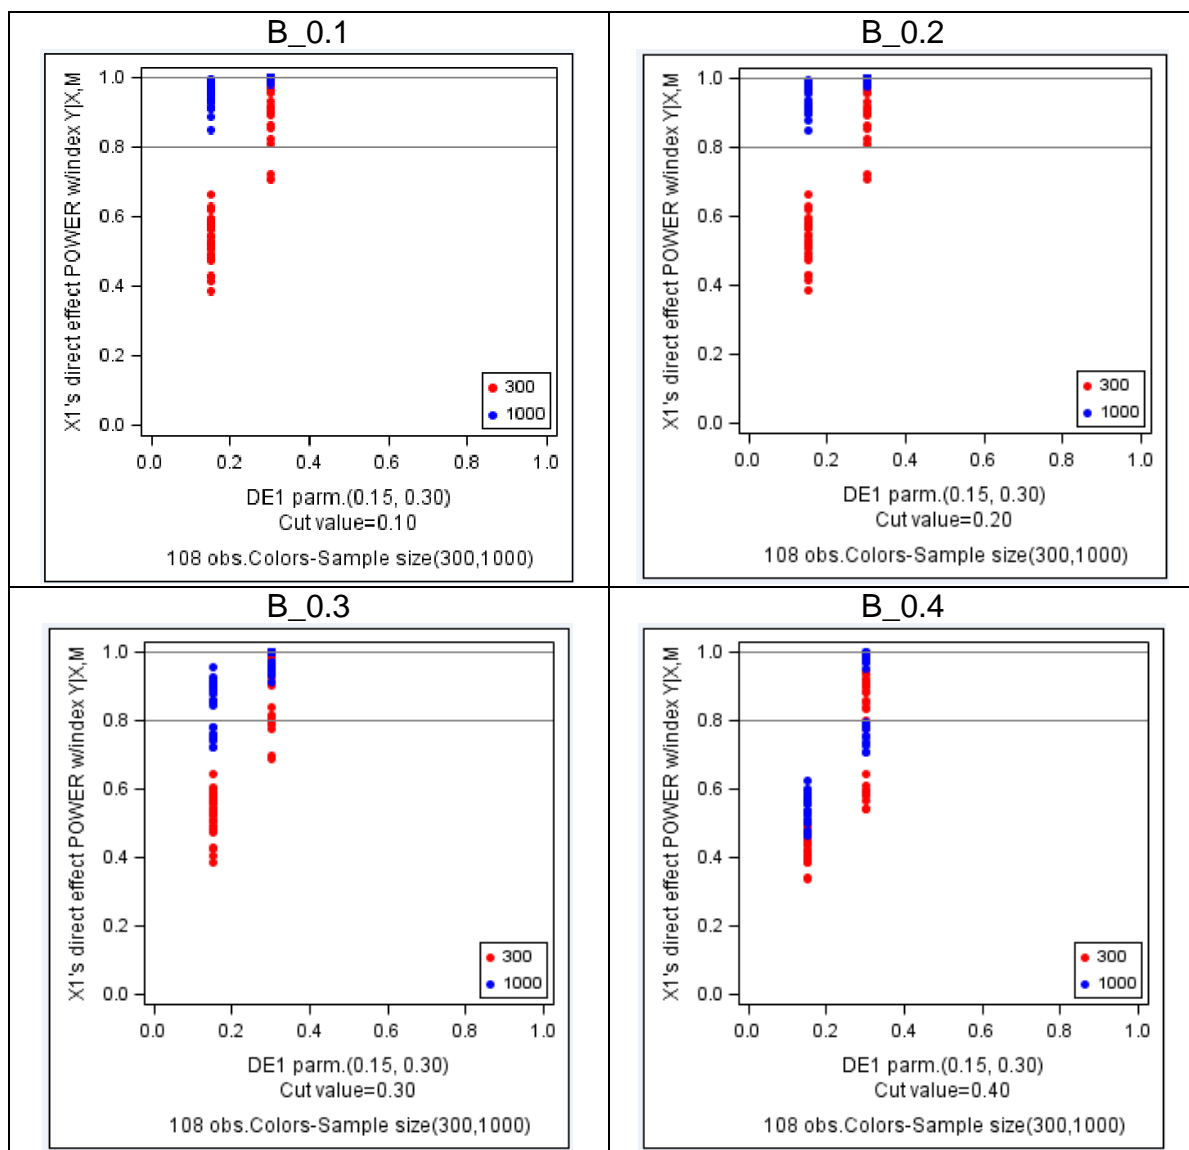 B_0.1
X1's direct effect POWER w/index Y|X,M
1.0
0.8
0.6
0.4
0.2
0.0
300
1000
0.0 0.2 0.4 0.6 0.8 1.0
DE1 parm.(0.15, 0.30)
Cut value=0.10
108 obs.Colors-Sample size(300,1000)
B_0.2
X1's direct effect POWER w/index Y|X,M
1.0
0.8
0.6
0.4
0.2
0.0
300
1000
0.0 0.2 0.4 0.6 0.8 1.0
DE1 parm.(0.15, 0.30)
Cut value=0.20
108 obs.Colors-Sample size(300,1000)
B_0.3
X1's direct effect POWER w/index Y|X,M
1.0
0.8
0.6
0.4
0.2
0.0
300
1000
0.0 0.2 0.4 0.6 0.8 1.0
DE1 parm.(0.15, 0.30)
Cut value=0.30
108 obs.Colors-Sample size(300,1000)
B_0.4
X1's direct effect POWER w/index Y|X,M
1.0
0.8
0.6
0.4
0.2
0.0
300
1000
0.0 0.2 0.4 0.6 0.8 1.0
DE1 parm.(0.15, 0.30)
Cut value=0.40
108 obs.Colors-Sample size(300,1000)